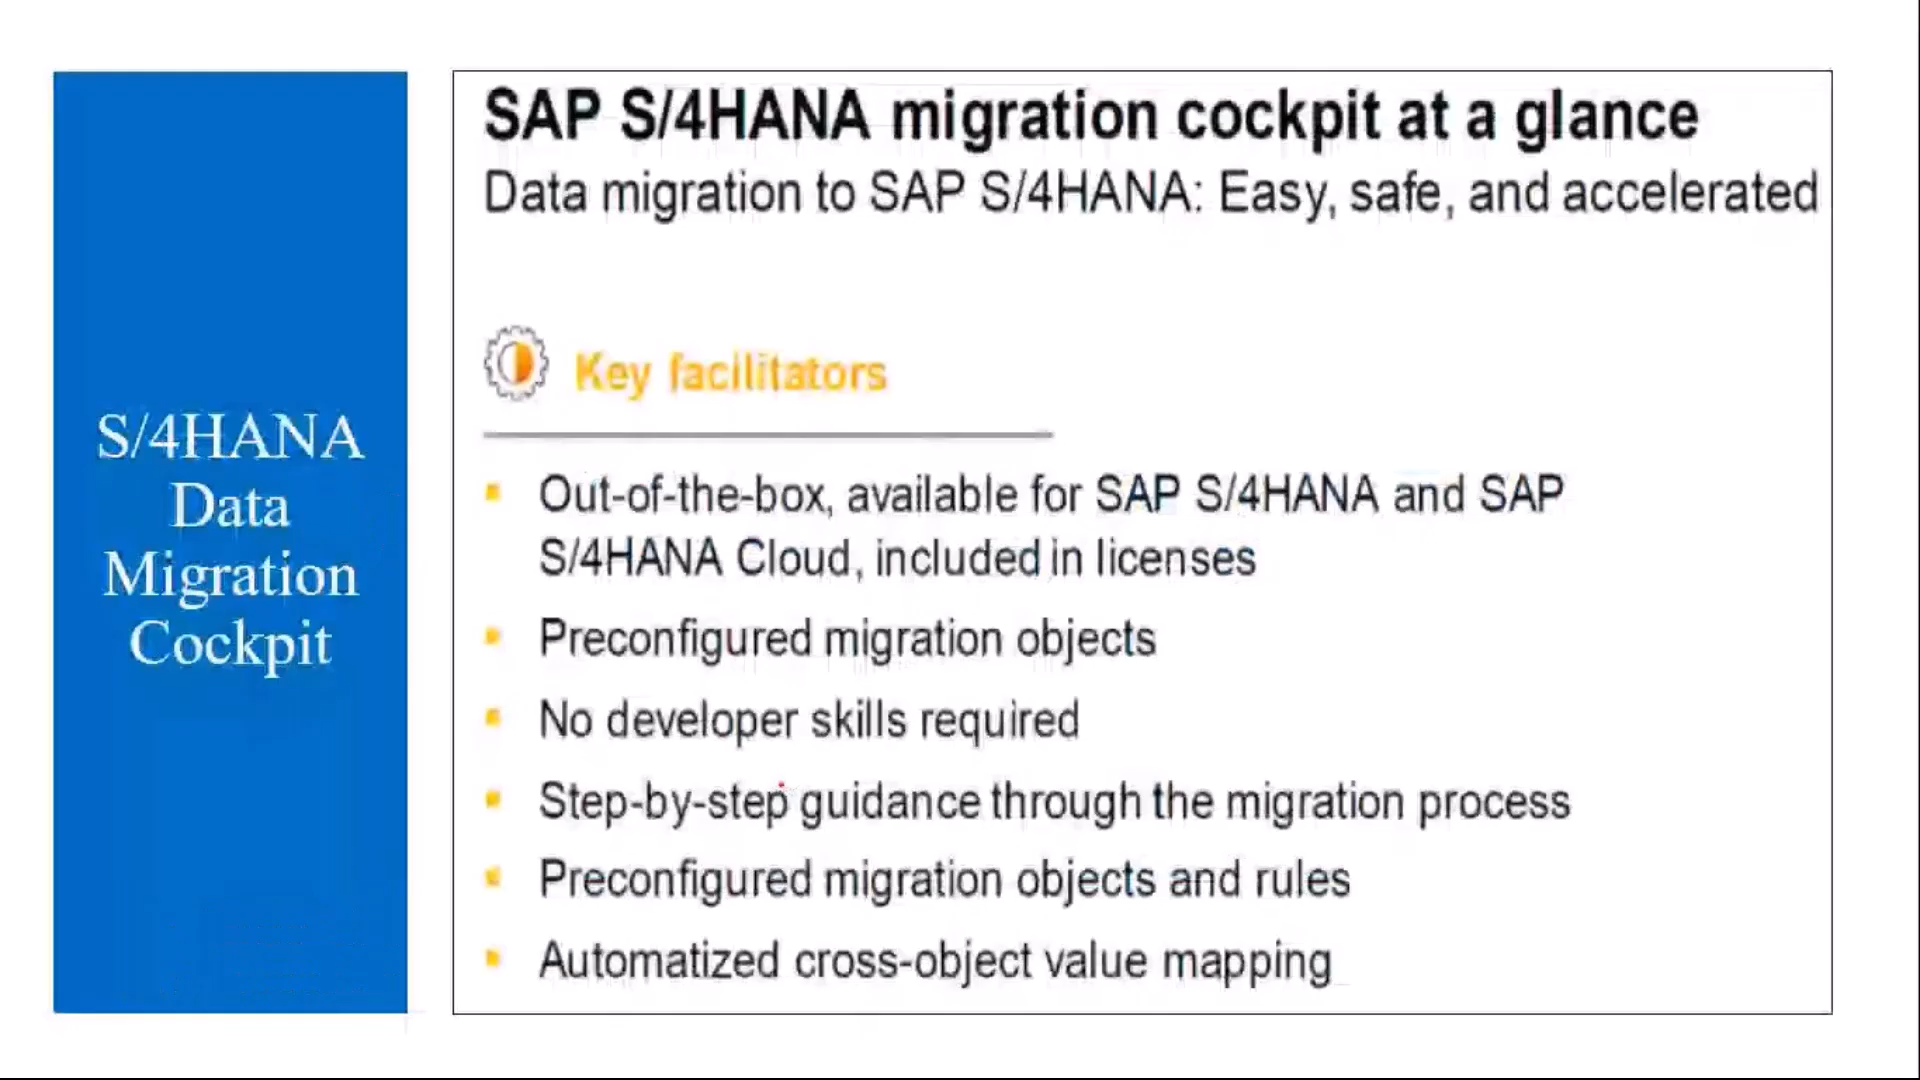 S/4HANA
Data
Migration
Cockpit
SAP S/4HANA migration cockpit at a glance
Data migration to SAP S/4HANA: Easy, safe, and accelerated
Key facilitators
Out-of-the-box, available for SAP S/4HANA and SAP
S/4HANA Cloud, included in licenses
Preconfigured migration objects
No developer skills required
Step-by-step guidance through the migration process
Preconfigured migration objects and rules
Automatized cross-object value mapping